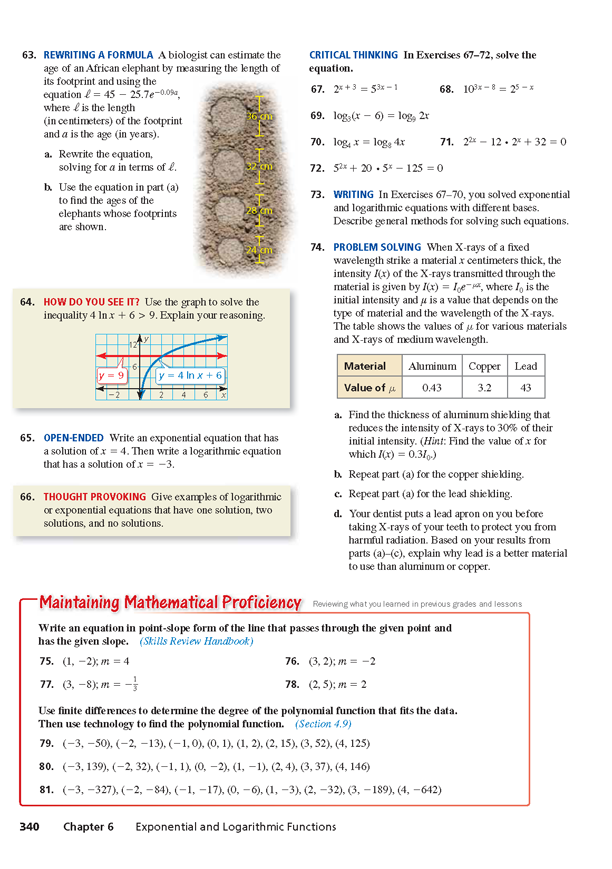 63. REWRITING A FORMULA A biologist can estimate the
age of an African elephant by measuring the length of
its footprint and using the
equation ℓ = 45 − 25.7e^−0.09a,
where ℓ is the length
(in centimeters) of the footprint
and a is the age (in years).
a. Rewrite the equation,
solving for a in terms of ℓ.
b. Use the equation in part (a)
to find the ages of the
elephants whose footprints
are shown.
36 cm
32 cm
28 cm
24 cm
64. HOW DO YOU SEE IT? Use the graph to solve the
inequality 4 ln x + 6 > 9. Explain your reasoning.
12
y
6
y = 9
y = 4 ln x + 6
−2 2 4 6 x
65. OPEN-ENDED Write an exponential equation that has
a solution of x = 4. Then write a logarithmic equation
that has a solution of x = −3.
66. THOUGHT PROVOKING Give examples of logarithmic
or exponential equations that have one solution, two
solutions, and no solutions.
CRITICAL THINKING In Exercises 67–72, solve the
equation.
67. 2^x + 3 = 5^3x − 1 68. 10^3x − 8 = 2^5 − x
69. log₃(x − 6) = log₉ 2x
70. log₄ x = log₈ 4x 71. 2^2x − 12 • 2^x + 32 = 0
72. 5^2x + 20 • 5^x − 125 = 0
73. WRITING In Exercises 67–70, you solved exponential
and logarithmic equations with different bases.
Describe general methods for solving such equations.
74. PROBLEM SOLVING When X-rays of a fixed
wavelength strike a material x centimeters thick, the
intensity I(x) of the X-rays transmitted through the
material is given by I(x) = I₀e^−μx, where I₀ is the
initial intensity and μ is a value that depends on the
type of material and the wavelength of the X-rays.
The table shows the values of μ for various materials
and X-rays of medium wavelength.
Material Aluminum Copper Lead
Value of μ 0.43 3.2 43
a. Find the thickness of aluminum shielding that
reduces the intensity of X-rays to 30% of their
initial intensity. (Hint: Find the value of x for
which I(x) = 0.3I₀.)
b. Repeat part (a) for the copper shielding.
c. Repeat part (a) for the lead shielding.
d. Your dentist puts a lead apron on you before
taking X-rays of your teeth to protect you from
harmful radiation. Based on your results from
parts (a)–(c), explain why lead is a better material
to use than aluminum or copper.
Maintaining Mathematical Proficiency Reviewing what you learned in previous grades and lessons
Write an equation in point-slope form of the line that passes through the given point and
has the given slope. (Skills Review Handbook)
75. (1, −2); m = 4 76. (3, 2); m = −2
77. (3, −8); m = −1/3 78. (2, 5); m = 2
Use finite differences to determine the degree of the polynomial function that fits the data.
Then use technology to find the polynomial function. (Section 4.9)
79. (−3, −50), (−2, −13), (−1, 0), (0, 1), (1, 2), (2, 15), (3, 52), (4, 125)
80. (−3, 139), (−2, 32), (−1, 1), (0, −2), (1, −1), (2, 4), (3, 37), (4, 146)
81. (−3, −327), (−2, −84), (−1, −17), (0, −6), (1, −3), (2, −32), (3, −189), (4, −642)
340 Chapter 6 Exponential and Logarithmic Functions